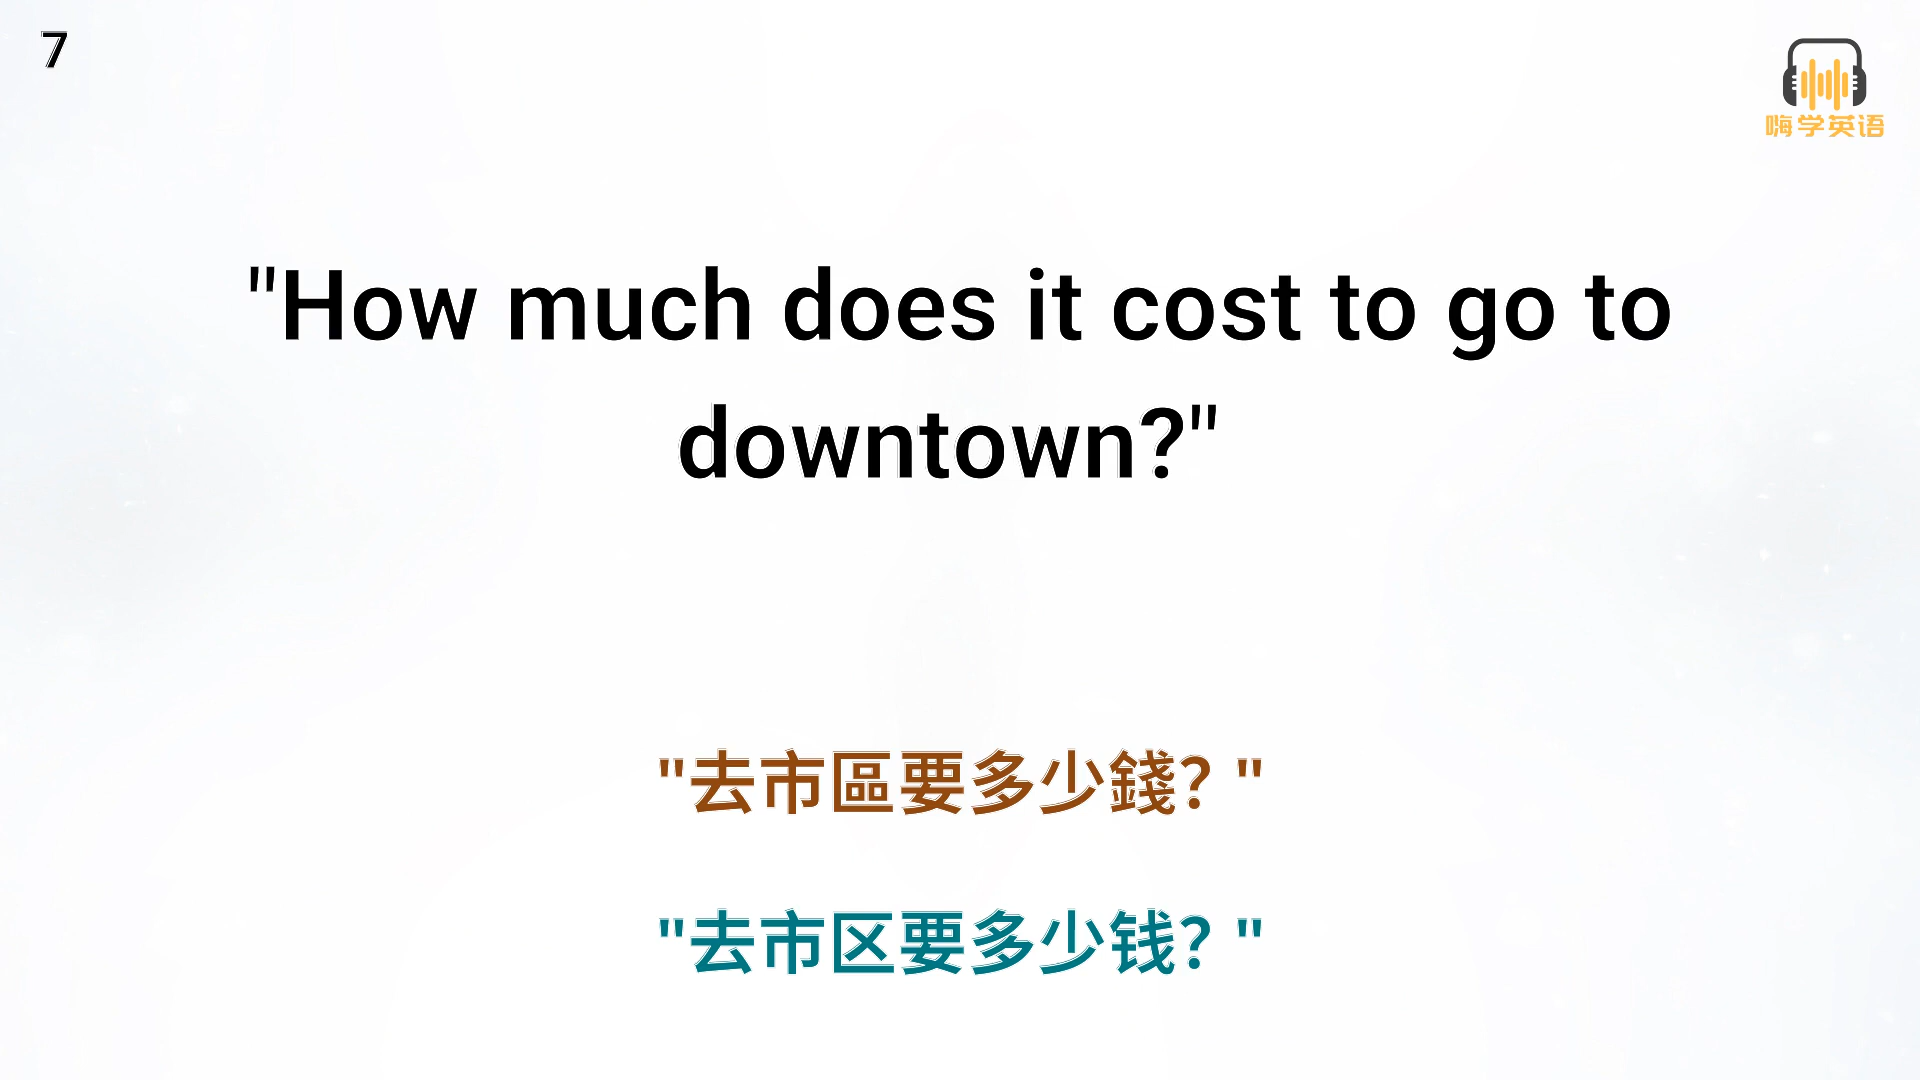 7
嗨学英语
"How much does it cost to go to
downtown?"
"去市區要多少錢？"
"去市区要多少钱？"